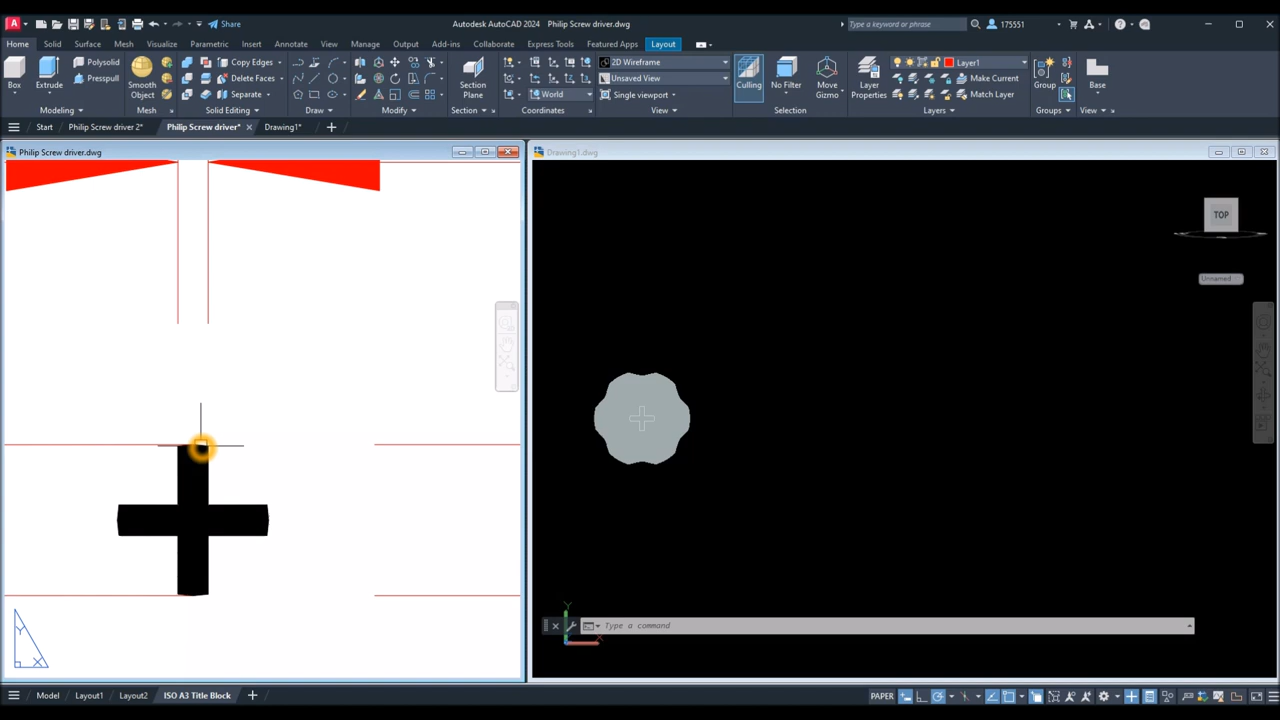 Share
Autodesk AutoCAD 2024 Philip Screw driver.dwg
Type a keyword or phrase
175551
Home Solid Surface Mesh Visualize Parametric Insert Annotate View Manage Output Add-ins Collaborate Express Tools Featured Apps Layout
Box
Extrude
Polysolid
Presspull
Modeling
Smooth
Object
Mesh
Copy Edges
Delete Faces
Separate
Solid Editing
Draw
Modify
Section
Plane
Section
World
Coordinates
2D Wireframe
Unsaved View
Single viewport
View
Culling
No Filter
Move
Gizmo
Selection
Layer
Properties
Layer1
Make Current
Match Layer
Layers
Group
Groups
Base
View
Start Philip Screw driver 2* Philip Screw driver* Drawing1*
Philip Screw driver.dwg
Drawing1.dwg
TOP
Unnamed
Y
X
Y
X
Type a command
Model Layout1 Layout2 ISO A3 Title Block
PAPER